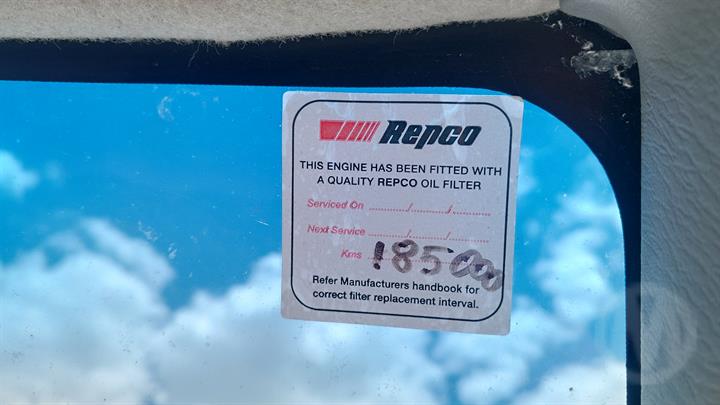 Repco
THIS ENGINE HAS BEEN FITTED WITH
A QUALITY REPCO OIL FILTER
Serviced On ........../........../..........
Next Service ........../........../..........
Kms 185000
Refer Manufacturers handbook for
correct filter replacement interval.